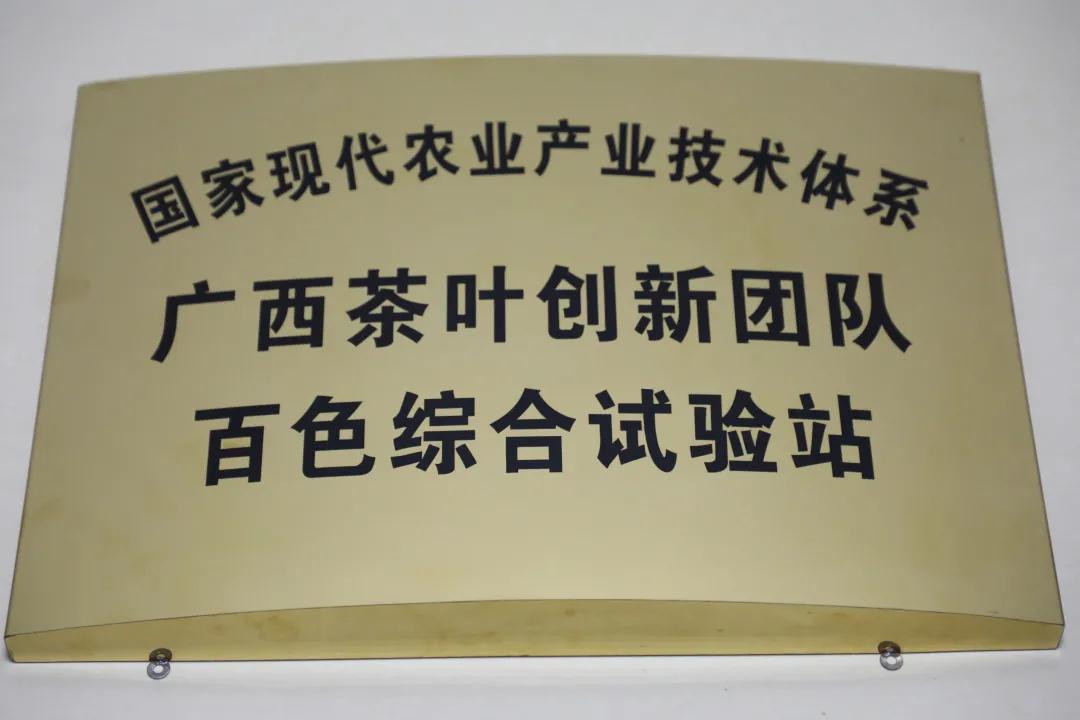 国家现代农业产业技术体系
广西茶叶创新团队
百色综合试验站